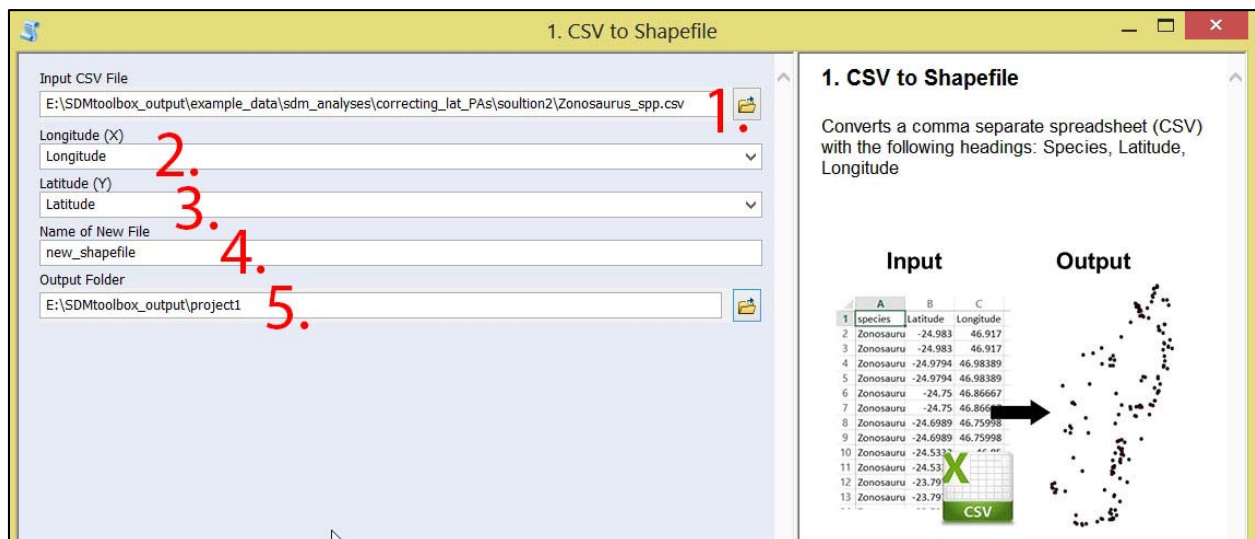 1. CSV to Shapefile
Input CSV File
E:\SDMtoolbox_output\example_data\sdm_analyses\correcting_lat_PAs\soultion2\Zonosaurus_spp.csv
1.
Longitude (X)
2.
Longitude
Latitude (Y)
3.
Latitude
Name of New File
4.
new_shapefile
Output Folder
5.
E:\SDMtoolbox_output\project1
1. CSV to Shapefile
Converts a comma separate spreadsheet (CSV)
with the following headings: Species, Latitude,
Longitude
Input
Output
A B C
1 species Latitude Longitude
2 Zonosauru -24.983 46.917
3 Zonosauru -24.983 46.917
4 Zonosauru -24.9794 46.98389
5 Zonosauru -24.9794 46.98389
6 Zonosauru -24.75 46.86667
7 Zonosauru -24.75
8 Zonosauru -24.6989 46.75998
9 Zonosauru -24.6989 46.75998
10 Zonosauru
11 Zonosauru
12 Zonosauru
13 Zonosauru
X
CSV